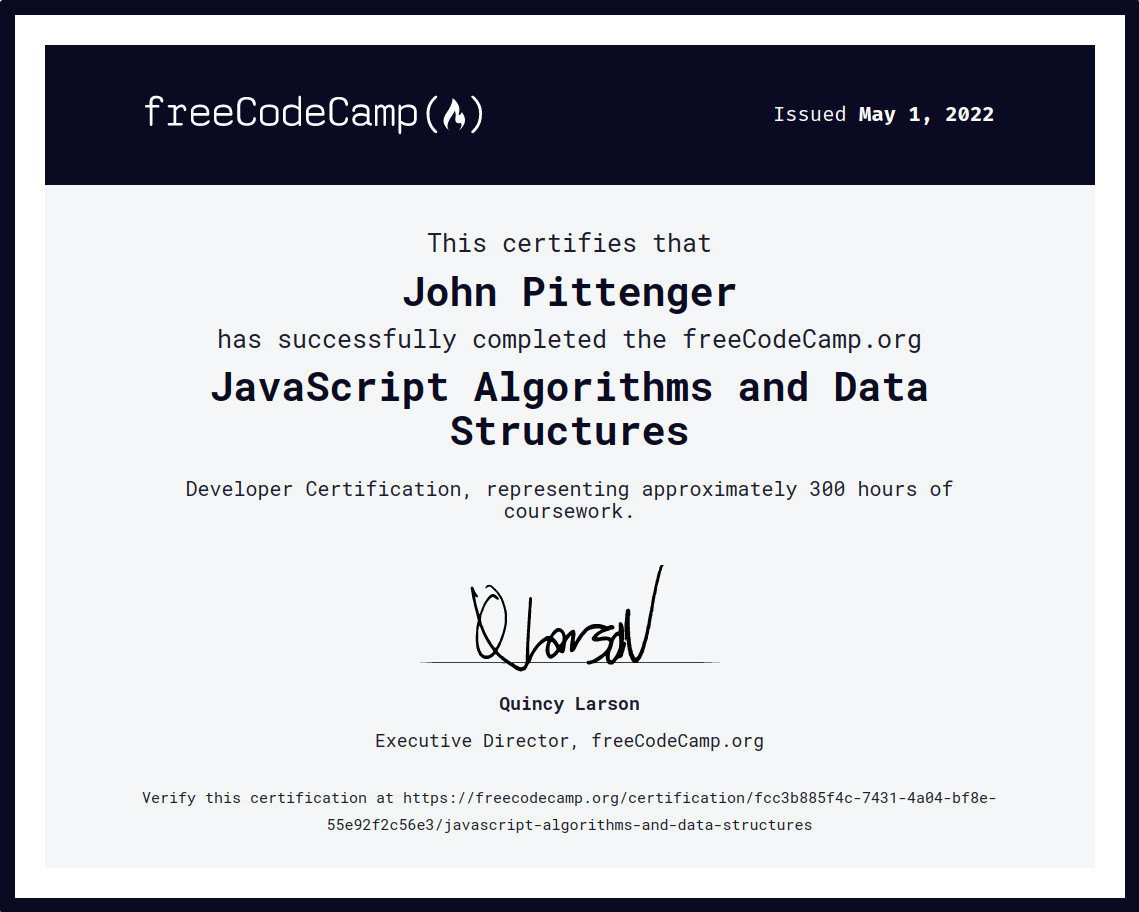 freeCodeCamp(🔥)
Issued May 1, 2022
This certifies that
John Pittenger
has successfully completed the freeCodeCamp.org
JavaScript Algorithms and Data
Structures
Developer Certification, representing approximately 300 hours of
coursework.
Q Larson
Quincy Larson
Executive Director, freeCodeCamp.org
Verify this certification at https://freecodecamp.org/certification/fcc3b885f4c-7431-4a04-bf8e-
55e92f2c56e3/javascript-algorithms-and-data-structures